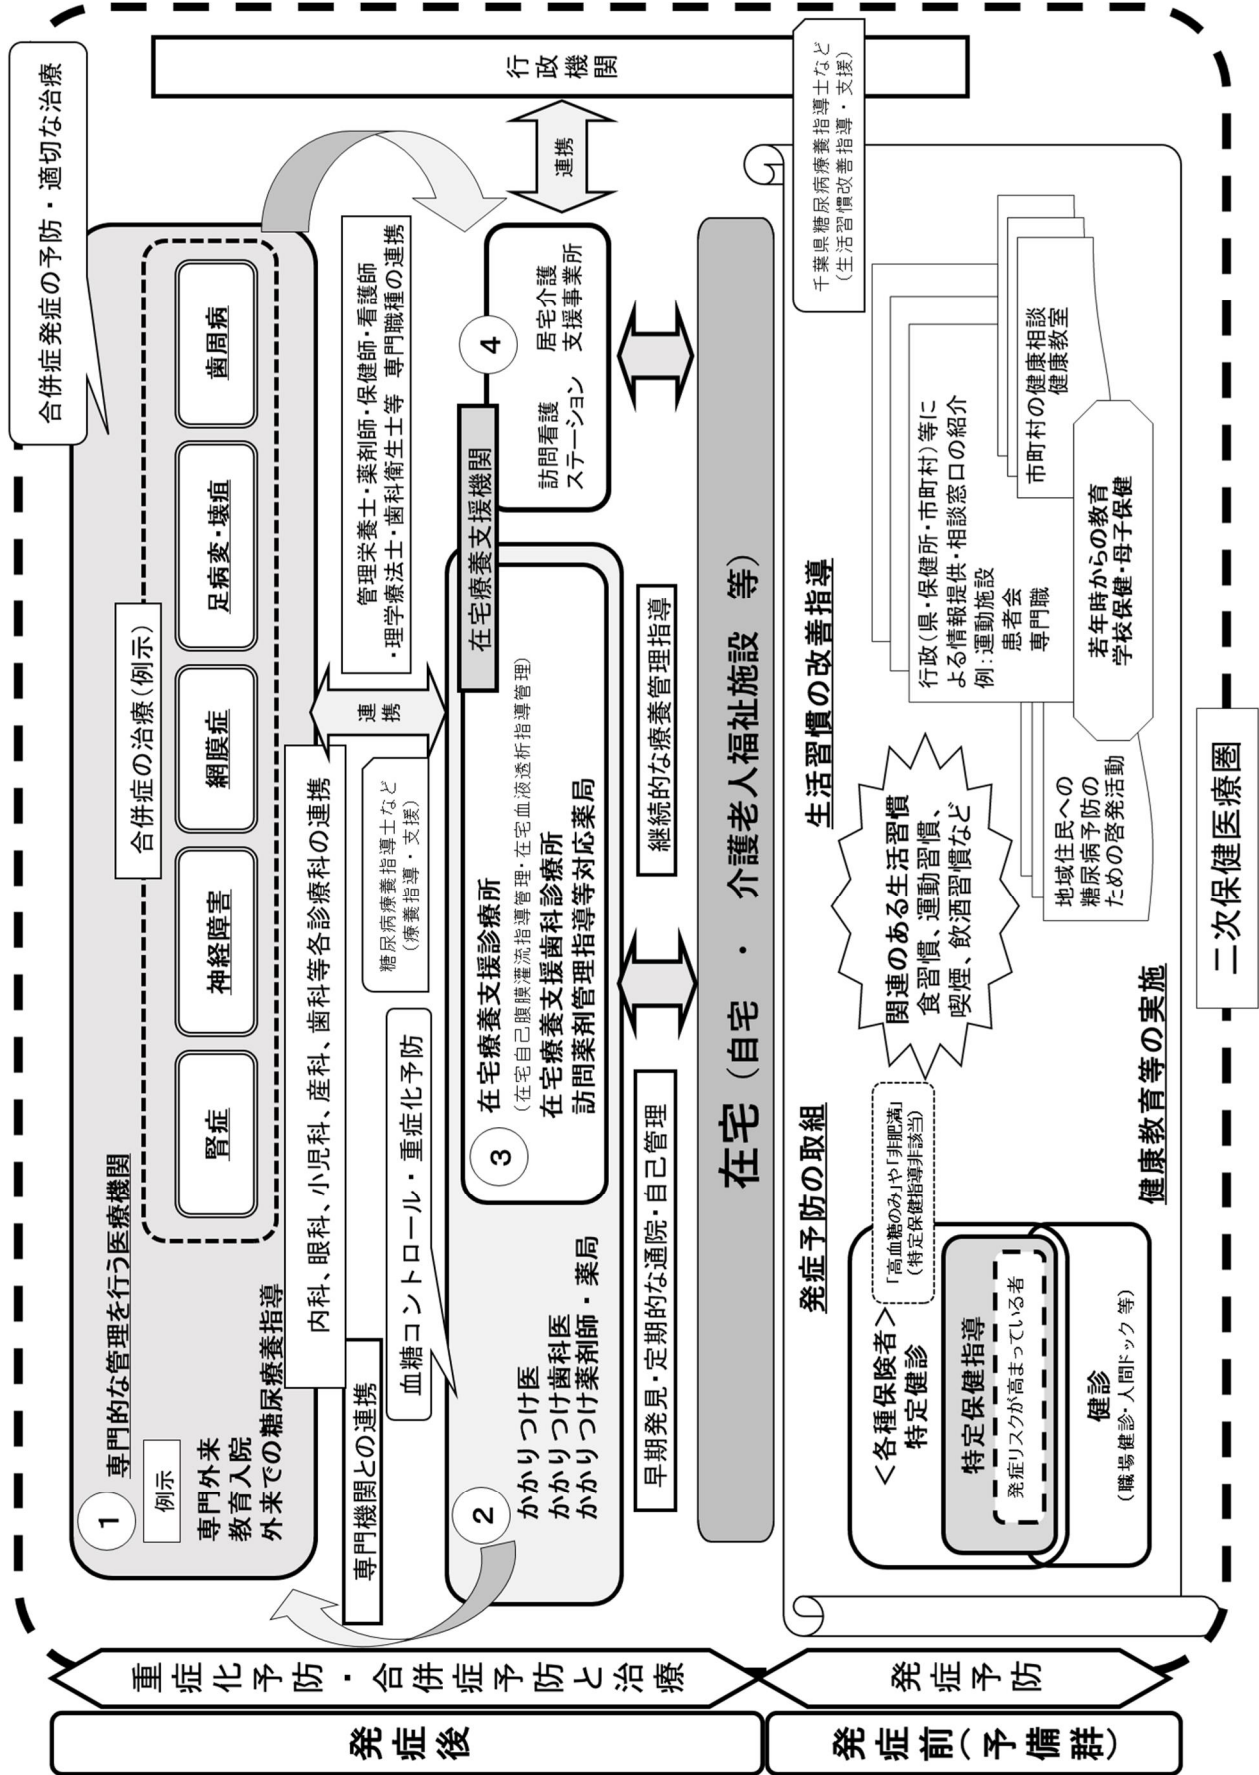 発症後
重症化予防・合併症予防と治療
合併症発症の予防・適切な治療
1
専門的な管理を行う医療機関
例示
専門外来
教育入院
外来での糖尿療養指導
合併症の治療(例示)
腎症
神経障害
網膜症
足病変・壊疽
歯周病
内科、眼科、小児科、産科、歯科等各診療科の連携
専門機関との連携
血糖コントロール・重症化予防
糖尿病療養指導士など
(療養指導・支援)
連携
管理栄養士・薬剤師・保健師・看護師
・理学療法士・歯科衛生士等 専門職種の連携
行政機関
連携
2
かかりつけ医
かかりつけ歯科医
かかりつけ薬剤師・薬局
3
在宅療養支援診療所
(在宅自己腹膜灌流指導管理・在宅血液透析指導管理)
在宅療養支援歯科診療所
訪問薬剤管理指導等対応薬局
在宅療養支援機関
4
訪問看護
ステーション
居宅介護
支援事業所
早期発見・定期的な通院・自己管理
継続的な療養管理指導
在宅(自宅 ・ 介護老人福祉施設 等)
発症前(予備群)
発症予防
発症予防の取組
生活習慣の改善指導
千葉県糖尿病療養指導士など
(生活習慣改善指導・支援)
<各種保険者>
特定健診
「高血糖のみ」や「非肥満」
(特定保健指導非該当)
特定保健指導
発症リスクが高まっている者
健診
(職場健診・人間ドック 等)
関連のある生活習慣
食習慣、運動習慣、
喫煙、飲酒習慣など
行政(県・保健所・市町村)等に
よる情報提供・相談窓口の紹介
例:運動施設
患者会
専門職
市町村の健康相談
健康教室
若年時からの教育
学校保健・母子保健
地域住民への
糖尿病予防の
ための啓発活動
健康教育等の実施
二次保健医療圏